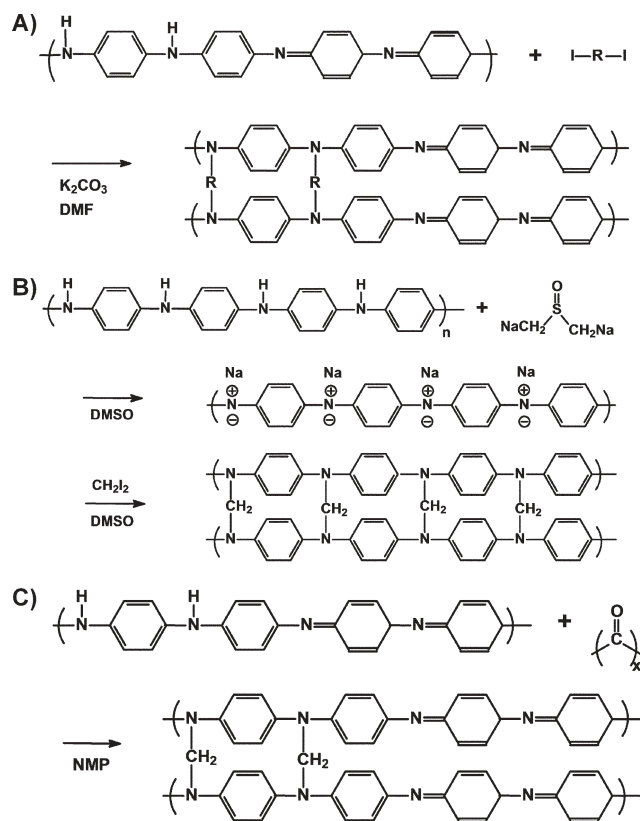 A)
H H
N N N N + I–R–I
K₂CO₃
DMF
N N N N
R R
N N N N
B)
H H H H
N N N N n +
O
S
NaCH₂ CH₂Na
DMSO
Na Na Na Na
⊕ ⊕ ⊕ ⊕
N N N N
⊖ ⊖ ⊖ ⊖
CH₂I₂
DMSO
N N N N
CH₂ CH₂ CH₂ CH₂
N N N N
C)
H H
N N N N +
O
C
x
NMP
N N N N
CH₂ CH₂
N N N N